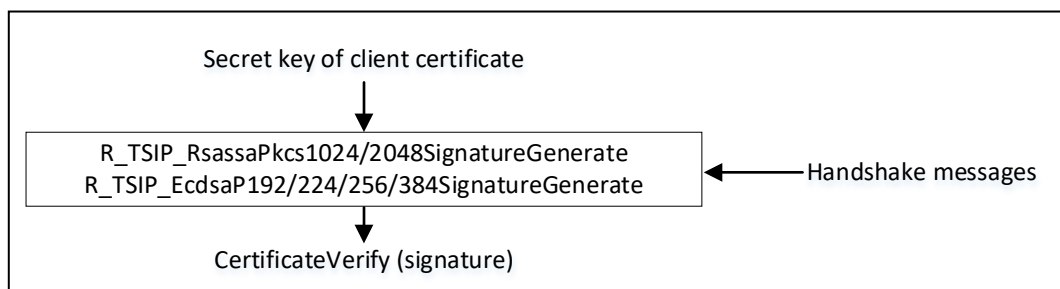 Secret key of client certificate
R_TSIP_RsassaPkcs1024/2048SignatureGenerate
R_TSIP_EcdsaP192/224/256/384SignatureGenerate
Handshake messages
CertificateVerify (signature)